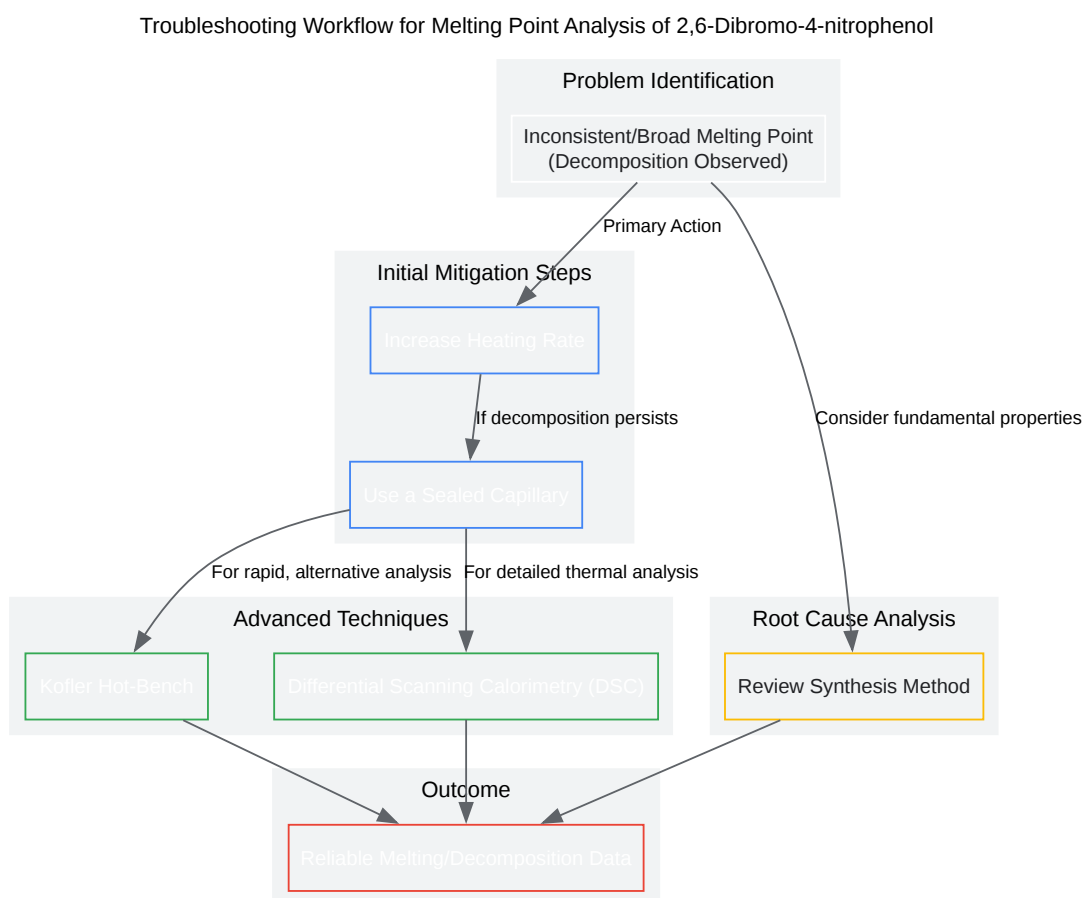 Troubleshooting Workflow for Melting Point Analysis of 2,6-Dibromo-4-nitrophenol
Problem Identification
Inconsistent/Broad Melting Point
(Decomposition Observed)
Primary Action
Initial Mitigation Steps
Increase Heating Rate
If decomposition persists
Consider fundamental properties
Use a Sealed Capillary
For rapid, alternative analysis
For detailed thermal analysis
Advanced Techniques
Root Cause Analysis
Kofler Hot-Bench
Differential Scanning Calorimetry (DSC)
Review Synthesis Method
Outcome
Reliable Melting/Decomposition Data